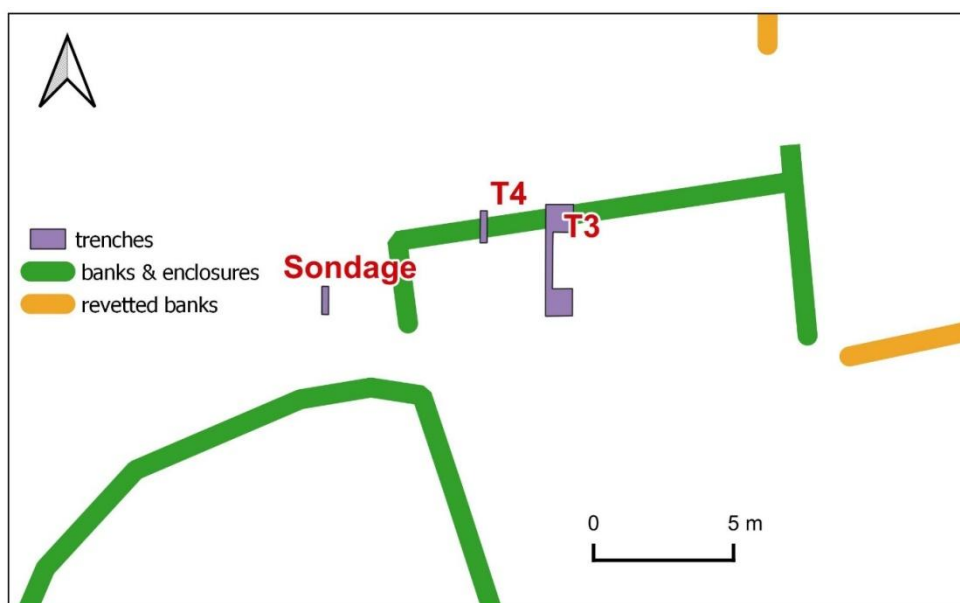 T4
T3
trenches
banks & enclosures
Sondage
revetted banks
0 5 m